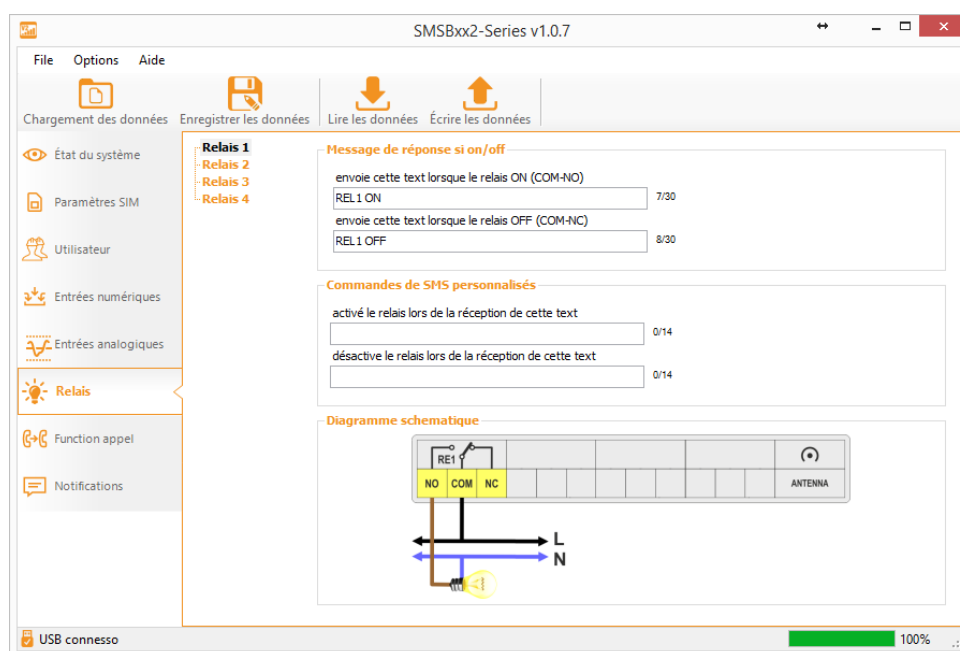 SMSBxx2-Series v1.0.7
File Options Aide
Chargement des données Enregistrer les données Lire les données Écrire les données
État du système
Paramètres SIM
Utilisateur
Entrées numériques
Entrées analogiques
Relais
Function appel
Notifications
Relais 1
Relais 2
Relais 3
Relais 4
Message de réponse si on/off
envoie cette text lorsque le relais ON (COM-NO)
REL1 ON 7/30
envoie cette text lorsque le relais OFF (COM-NC)
REL1 OFF 8/30
Commandes de SMS personnalisés
activé le relais lors de la réception de cette text
0/14
désactive le relais lors de la réception de cette text
0/14
Diagramme schematique
RE1
NO COM NC ANTENNA
L
N
USB connesso 100%